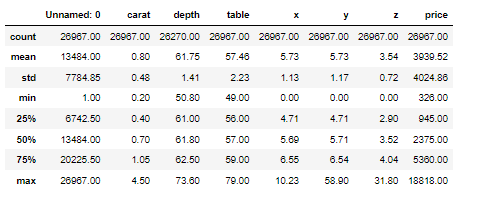 Unnamed: 0 carat depth table x y z price
count 26967.00 26967.00 26270.00 26967.00 26967.00 26967.00 26967.00 26967.00
mean 13484.00 0.80 61.75 57.46 5.73 5.73 3.54 3939.52
std 7784.85 0.48 1.41 2.23 1.13 1.17 0.72 4024.86
min 1.00 0.20 50.80 49.00 0.00 0.00 0.00 326.00
25% 6742.50 0.40 61.00 56.00 4.71 4.71 2.90 945.00
50% 13484.00 0.70 61.80 57.00 5.69 5.71 3.52 2375.00
75% 20225.50 1.05 62.50 59.00 6.55 6.54 4.04 5360.00
max 26967.00 4.50 73.60 79.00 10.23 58.90 31.80 18818.00